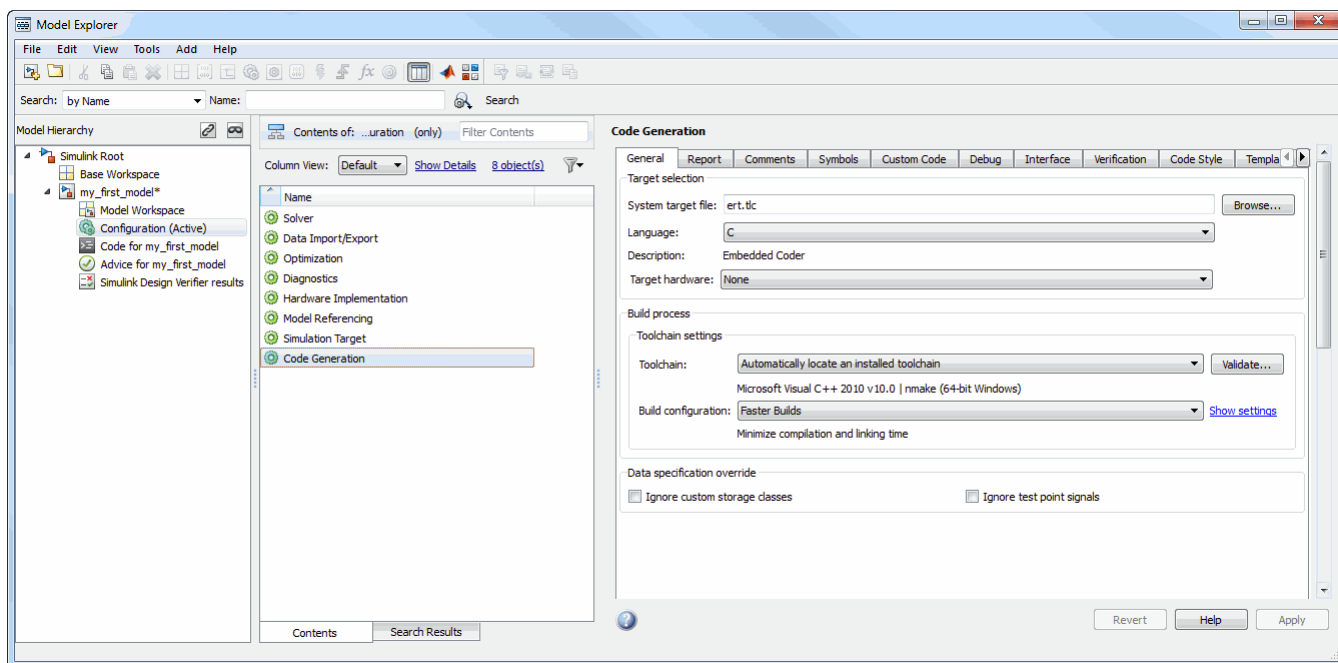 Model Explorer
File Edit View Tools Add Help
fx
Search: by Name Name: Search
Model Hierarchy
Simulink Root
Base Workspace
my_first_model*
Model Workspace
Configuration (Active)
Code for my_first_model
Advice for my_first_model
Simulink Design Verifier results
Contents of: ...uration (only) Filter Contents
Column View: Default Show Details 8 object(s)
Name
Solver
Data Import/Export
Optimization
Diagnostics
Hardware Implementation
Model Referencing
Simulation Target
Code Generation
Contents Search Results
Code Generation
General Report Comments Symbols Custom Code Debug Interface Verification Code Style Templa
Target selection
System target file: ert.tlc Browse...
Language: C
Description: Embedded Coder
Target hardware: None
Build process
Toolchain settings
Toolchain: Automatically locate an installed toolchain Validate...
Microsoft Visual C++ 2010 v10.0 | nmake (64-bit Windows)
Build configuration: Faster Builds Show settings
Minimize compilation and linking time
Data specification override
Ignore custom storage classes Ignore test point signals
Revert Help Apply